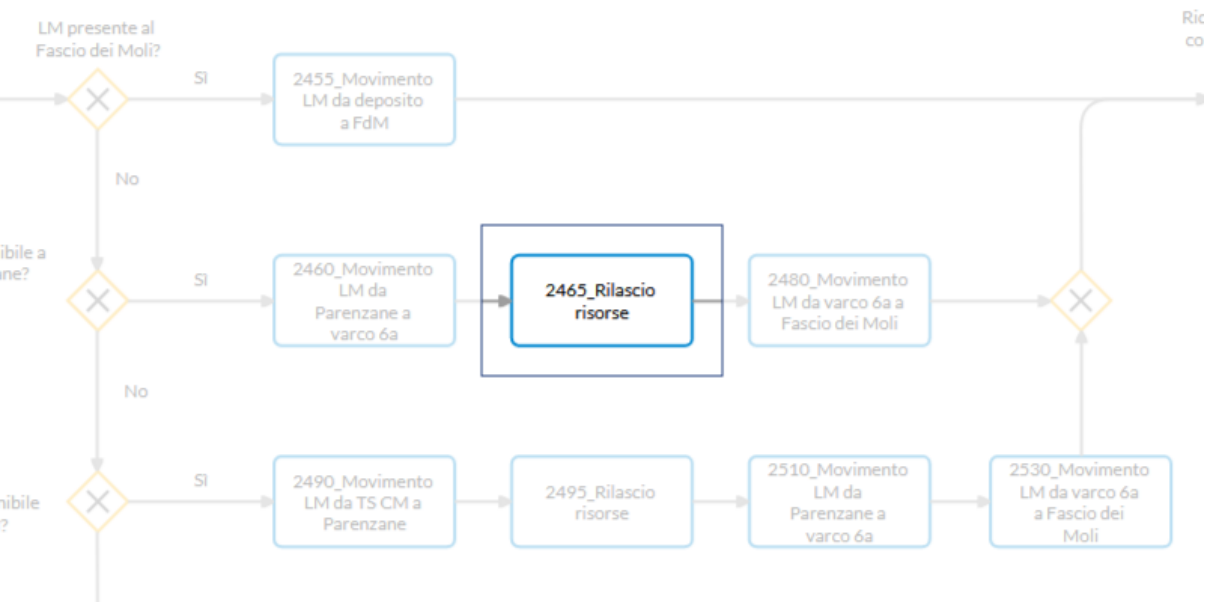 LM presente al
Fascio dei Moli?
Sì
2455_Movimento
LM da deposito
a FdM
No
2460_Movimento
LM da
Parenzane a
varco 6a
Sì
2465_Rilascio
risorse
2480_Movimento
LM da varco 6a a
Fascio dei Moli
No
Sì
2490_Movimento
LM da TS CM a
Parenzane
2495_Rilascio
risorse
2510_Movimento
LM da
Parenzane a
varco 6a
2530_Movimento
LM da varco 6a
a Fascio dei
Moli